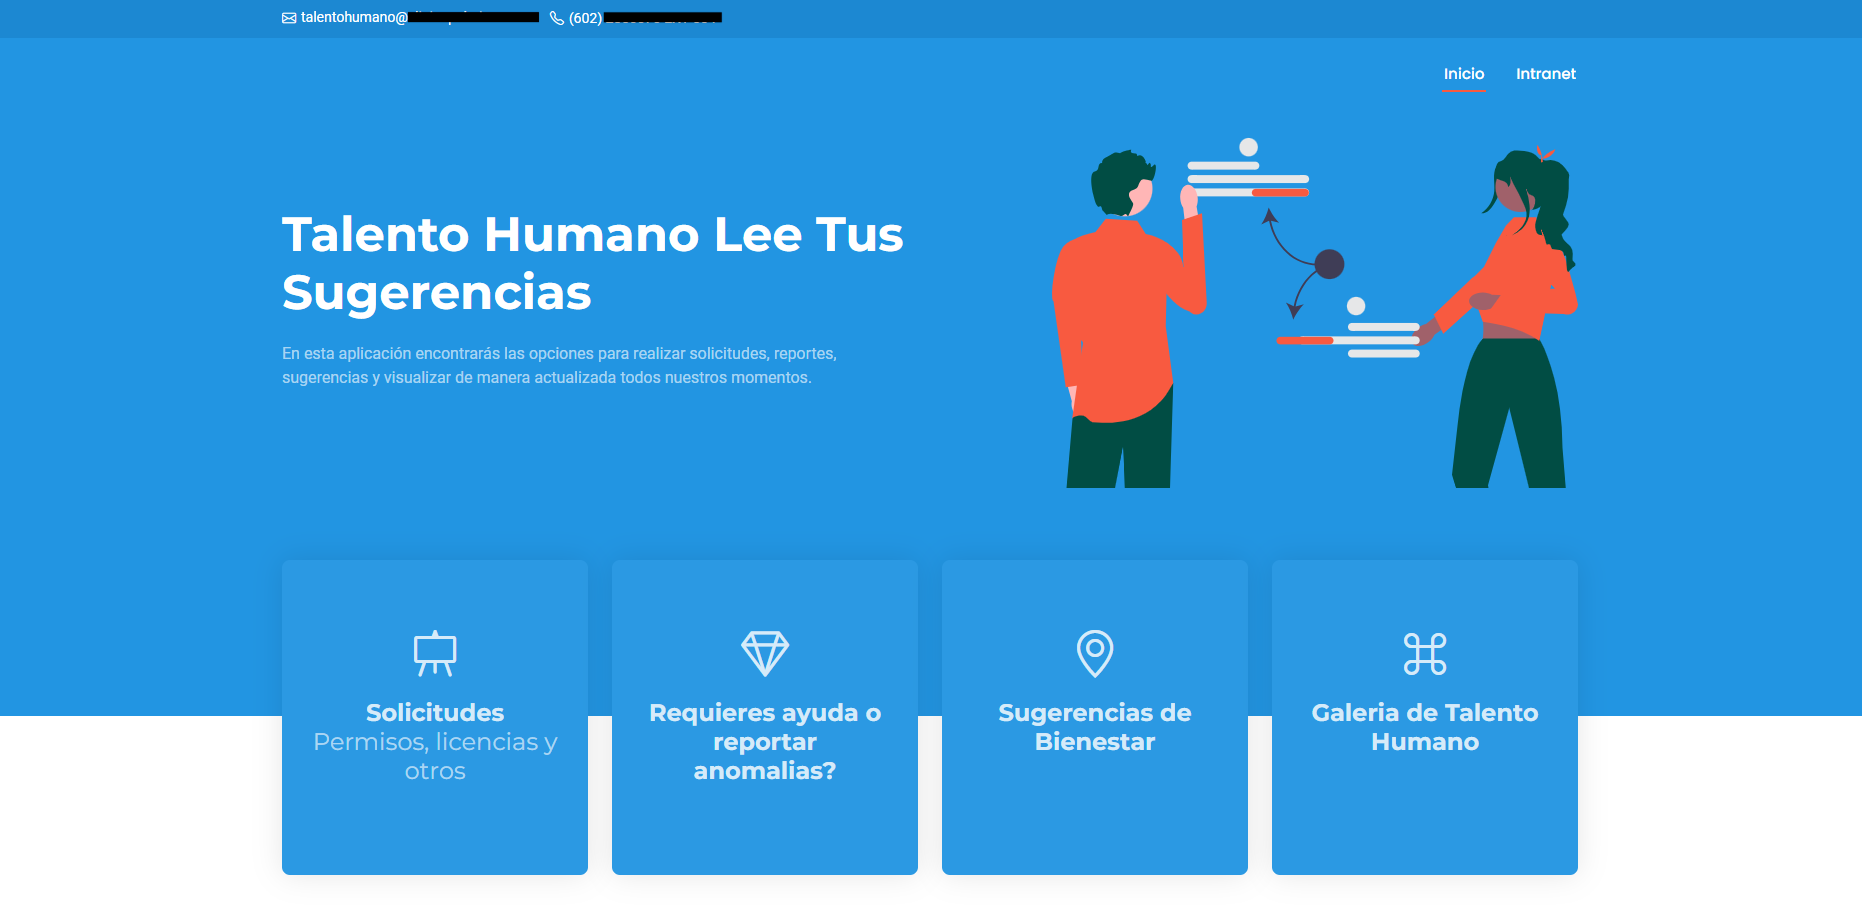 talentohumano@ (602)
Inicio Intranet
Talento Humano Lee Tus
Sugerencias
En esta aplicación encontrarás las opciones para realizar solicitudes, reportes,
sugerencias y visualizar de manera actualizada todos nuestros momentos.
Solicitudes
Permisos, licencias y
otros
Requieres ayuda o
reportar
anomalias?
Sugerencias de
Bienestar
Galeria de Talento
Humano